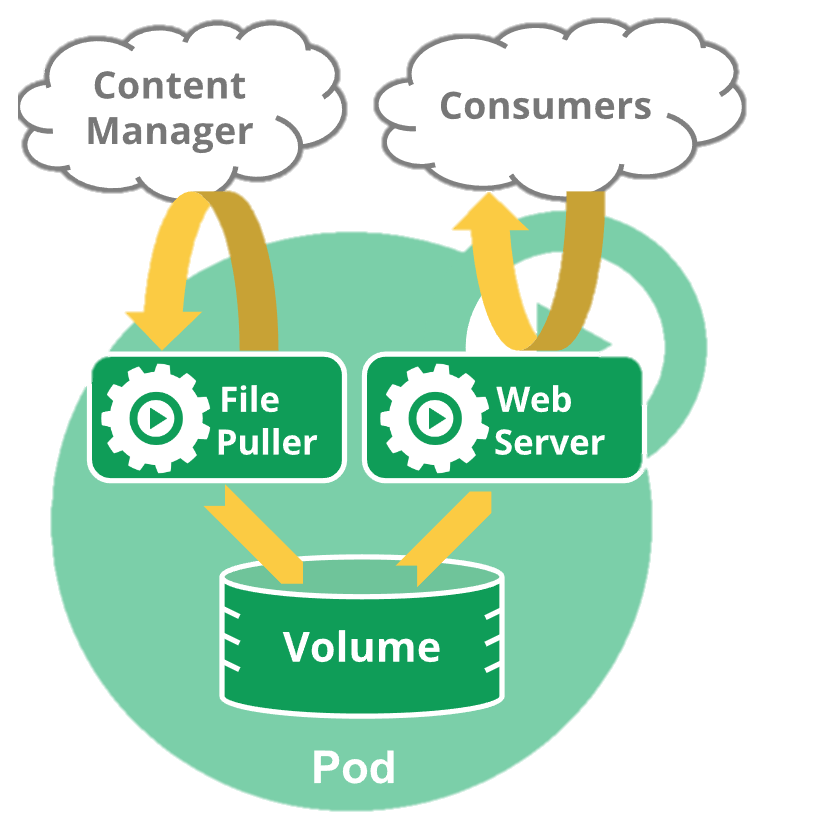 Content
Manager
Consumers
File
Puller
Web
Server
Volume
Pod